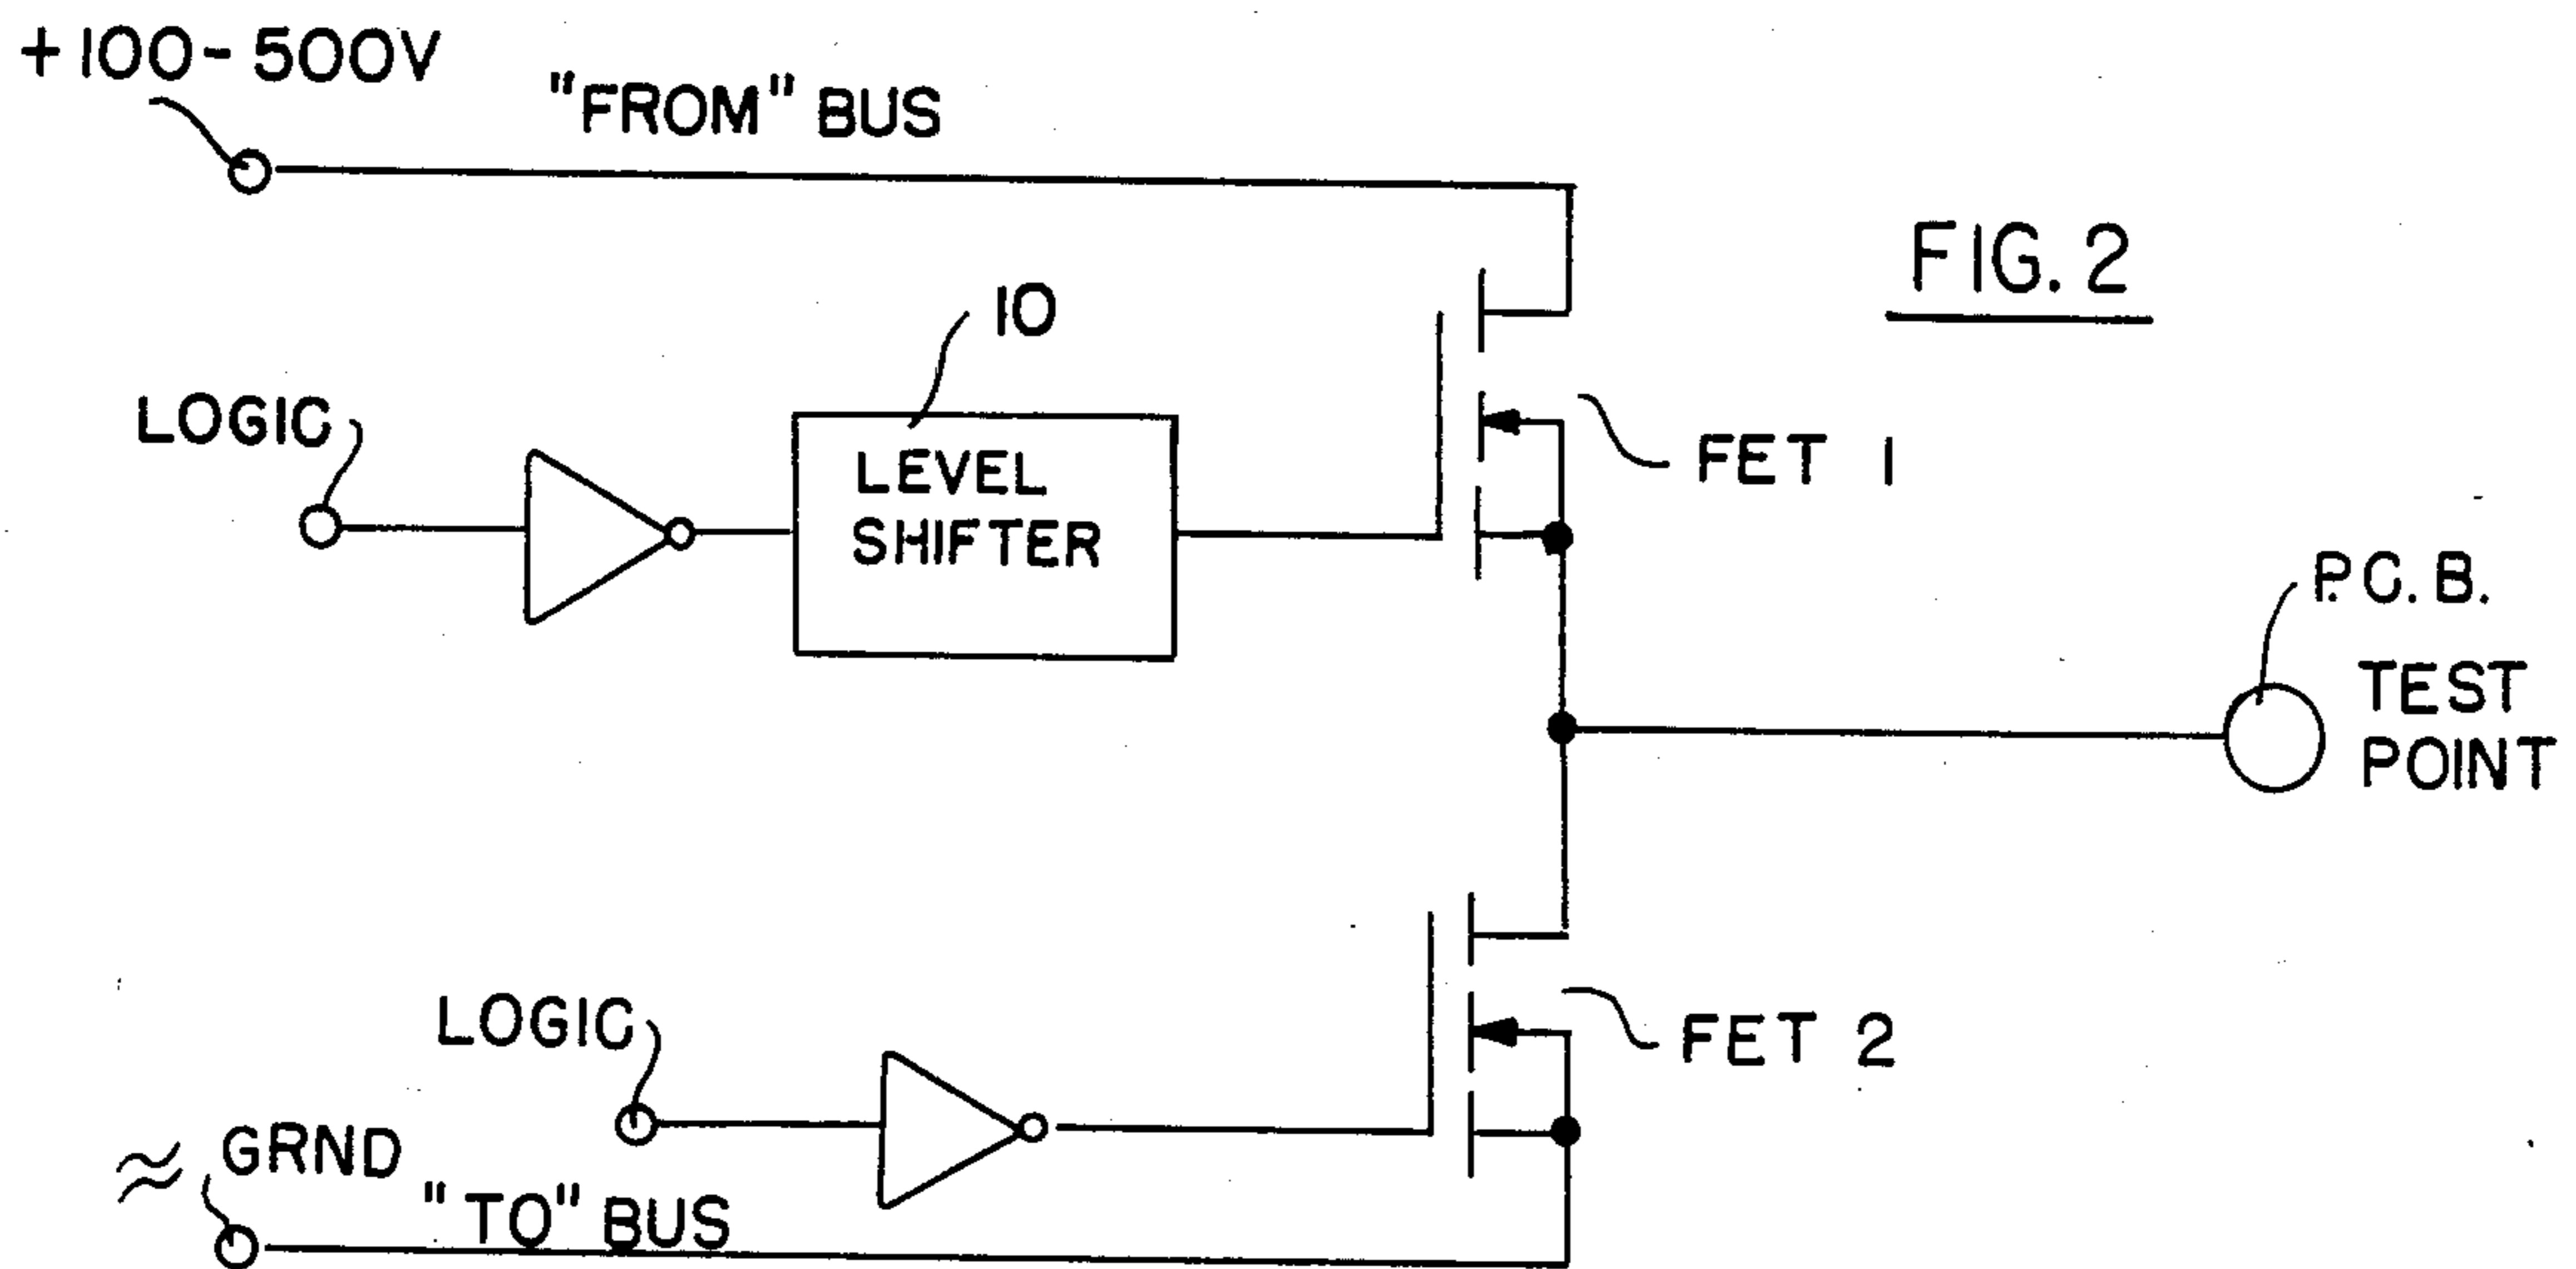 +100-500V
"FROM" BUS
FIG. 2
10
LOGIC
LEVEL
SHIFTER
FET 1
P.C.B.
TEST
POINT
LOGIC
FET 2
≈ GRND
"TO" BUS